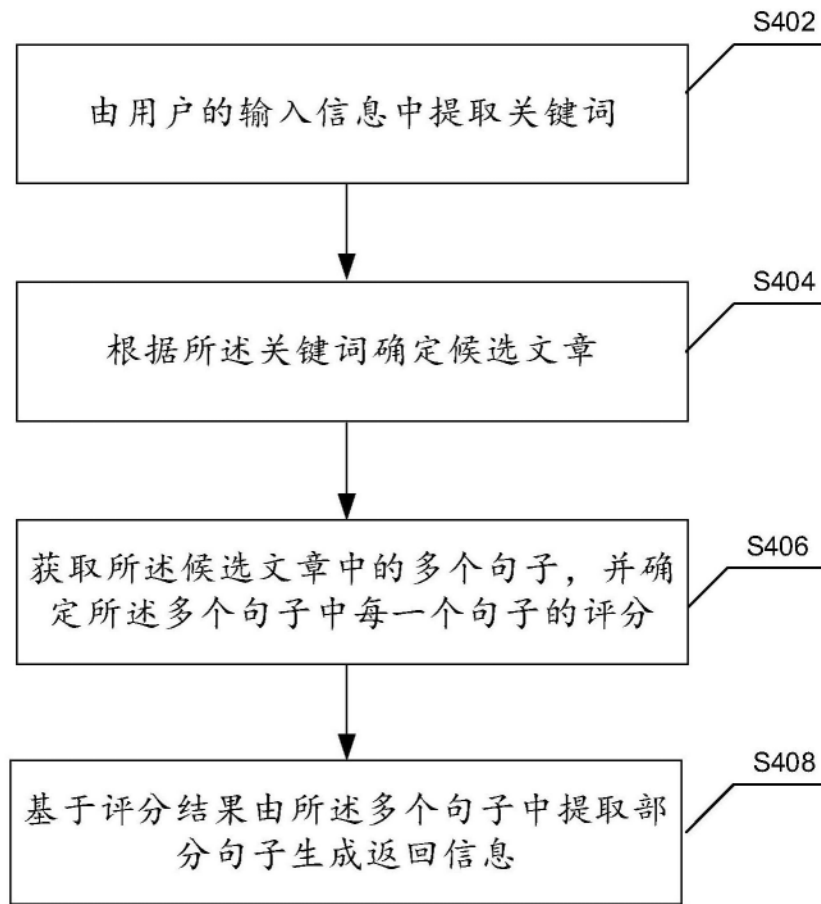 S402
由用户的输入信息中提取关键词
S404
根据所述关键词确定候选文章
S406
获取所述候选文章中的多个句子，并确
定所述多个句子中每一个句子的评分
S408
基于评分结果由所述多个句子中提取部
分句子生成返回信息